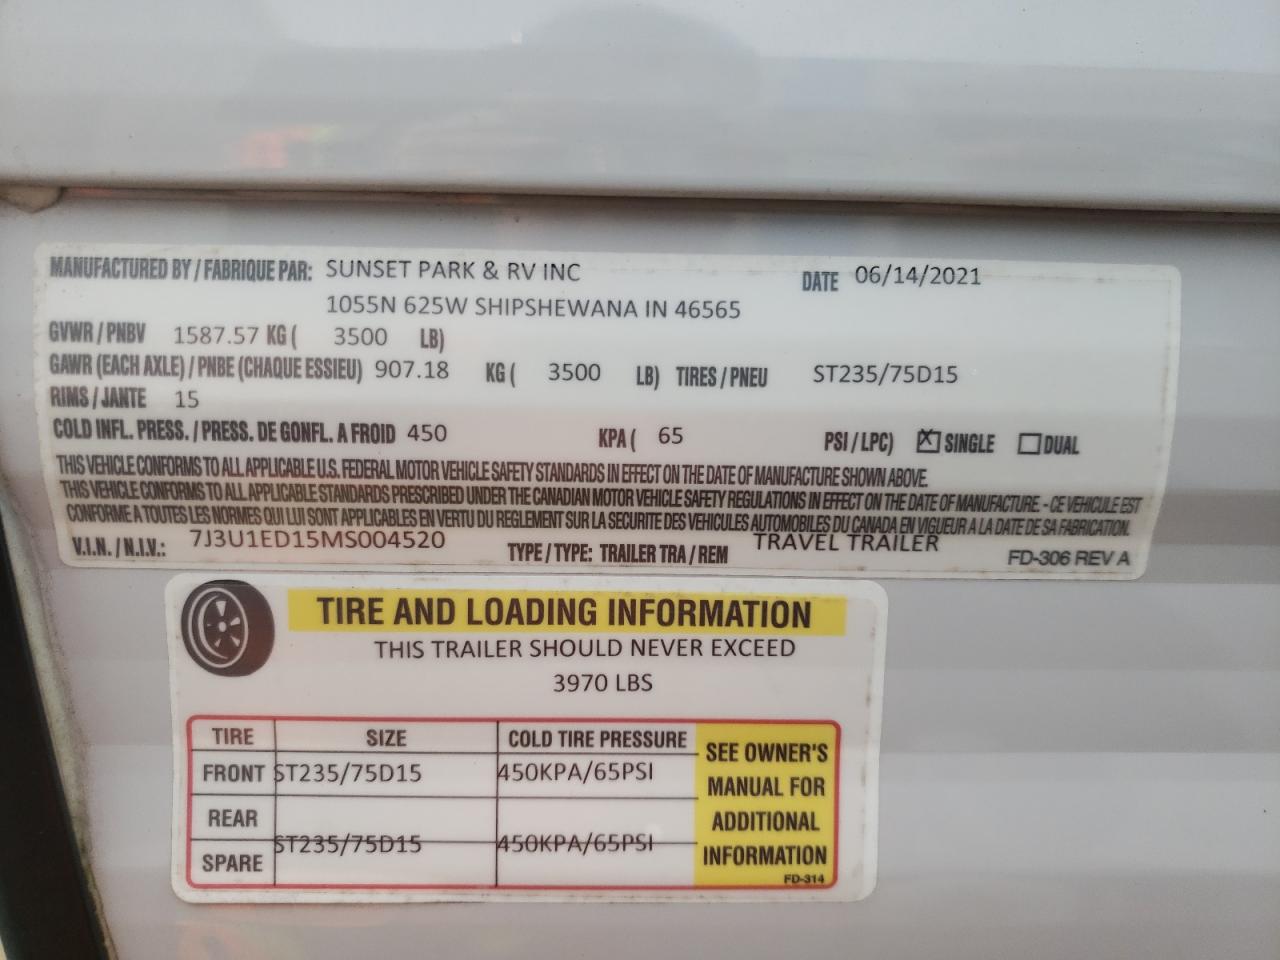 MANUFACTURED BY / FABRIQUE PAR: SUNSET PARK & RV INC DATE 06/14/2021
1055N 625W SHIPSHEWANA IN 46565
GVWR / PNBV 1587.57 KG ( 3500 LB)
GAWR (EACH AXLE) / PNBE (CHAQUE ESSIEU) 907.18 KG ( 3500 LB) TIRES / PNEU ST235/75D15
RIMS / JANTE 15
COLD INFL. PRESS. / PRESS. DE GONFL. A FROID 450 KPA ( 65 PSI / LPC) SINGLE DUAL
THIS VEHICLE CONFORMS TO ALL APPLICABLE U.S. FEDERAL MOTOR VEHICLE SAFETY STANDARDS IN EFFECT ON THE DATE OF MANUFACTURE SHOWN ABOVE.
THIS VEHICLE CONFORMS TO ALL APPLICABLE STANDARDS PRESCRIBED UNDER THE CANADIAN MOTOR VEHICLE SAFETY REGULATIONS IN EFFECT ON THE DATE OF MANUFACTURE. - CE VEHICULE EST
CONFORME A TOUTES LES NORMES QUI LUI SONT APPLICABLES EN VERTU DU REGLEMENT SUR LA SECURITE DES VEHICULES AUTOMOBILES DU CANADA EN VIGUEUR A LA DATE DE SA FABRICATION.
V.I.N. / N.I.V.: 7J3U1ED15MS004520 TYPE / TYPE: TRAILER TRA / REM TRAVEL TRAILER FD-306 REV A
TIRE AND LOADING INFORMATION
THIS TRAILER SHOULD NEVER EXCEED
3970 LBS
TIRE SIZE COLD TIRE PRESSURE
FRONT ST235/75D15 450KPA/65PSI
REAR
ST235/75D15 450KPA/65PSI
SPARE
SEE OWNER'S
MANUAL FOR
ADDITIONAL
INFORMATION
FD-314